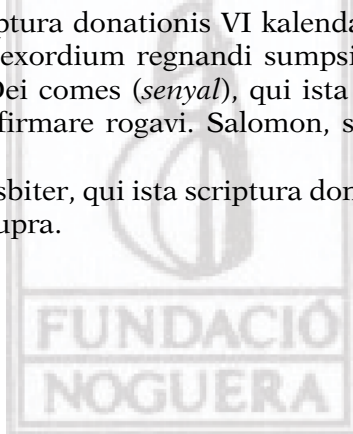 ptura donationis VI kalenda
exordium regnandi sumpsi
Dei comes (senyal), qui ista
firmare rogavi. Salomon, s
sbiter, qui ista scriptura don
upra.
FUNDACIÓ
NOGUERA